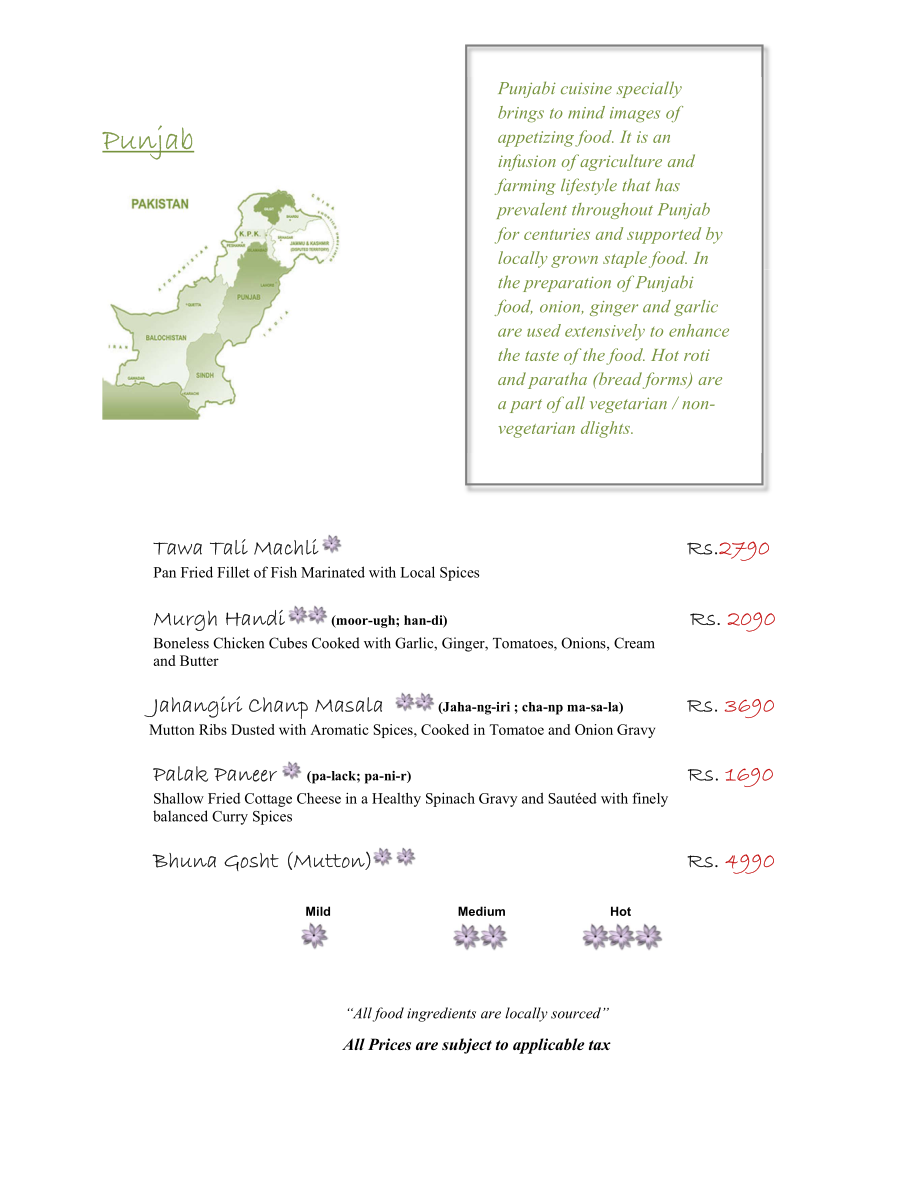 Punjab
Punjabi cuisine specially
brings to mind images of
appetizing food. It is an
infusion of agriculture and
farming lifestyle that has
prevalent throughout Punjab
for centuries and supported by
locally grown staple food. In
the preparation of Punjabi
food, onion, ginger and garlic
are used extensively to enhance
the taste of the food. Hot roti
and paratha (bread forms) are
a part of all vegetarian / non-
vegetarian dlights.
PAKISTAN
CHINA
K.P.K.
PESHAWAR
JAMMU & KASHMIR
(DISPUTED TERRITORY)
AFGHANISTAN
LAHORE
PUNJAB
QUETTA
INDIA
BALOCHISTAN
IRAN
SINDH
GAWADAR
KARACHI
Tawa Tali Machli Rs.2790
Pan Fried Fillet of Fish Marinated with Local Spices
Murgh Handi (moor-ugh; han-di) Rs. 2090
Boneless Chicken Cubes Cooked with Garlic, Ginger, Tomatoes, Onions, Cream
and Butter
Jahangiri Chanp Masala (Jaha-ng-iri ; cha-np ma-sa-la) Rs. 3690
Mutton Ribs Dusted with Aromatic Spices, Cooked in Tomatoe and Onion Gravy
Palak Paneer (pa-lack; pa-ni-r) Rs. 1690
Shallow Fried Cottage Cheese in a Healthy Spinach Gravy and Sautéed with finely
balanced Curry Spices
Bhuna Gosht (Mutton) Rs. 4990
Mild Medium Hot
“All food ingredients are locally sourced”
All Prices are subject to applicable tax